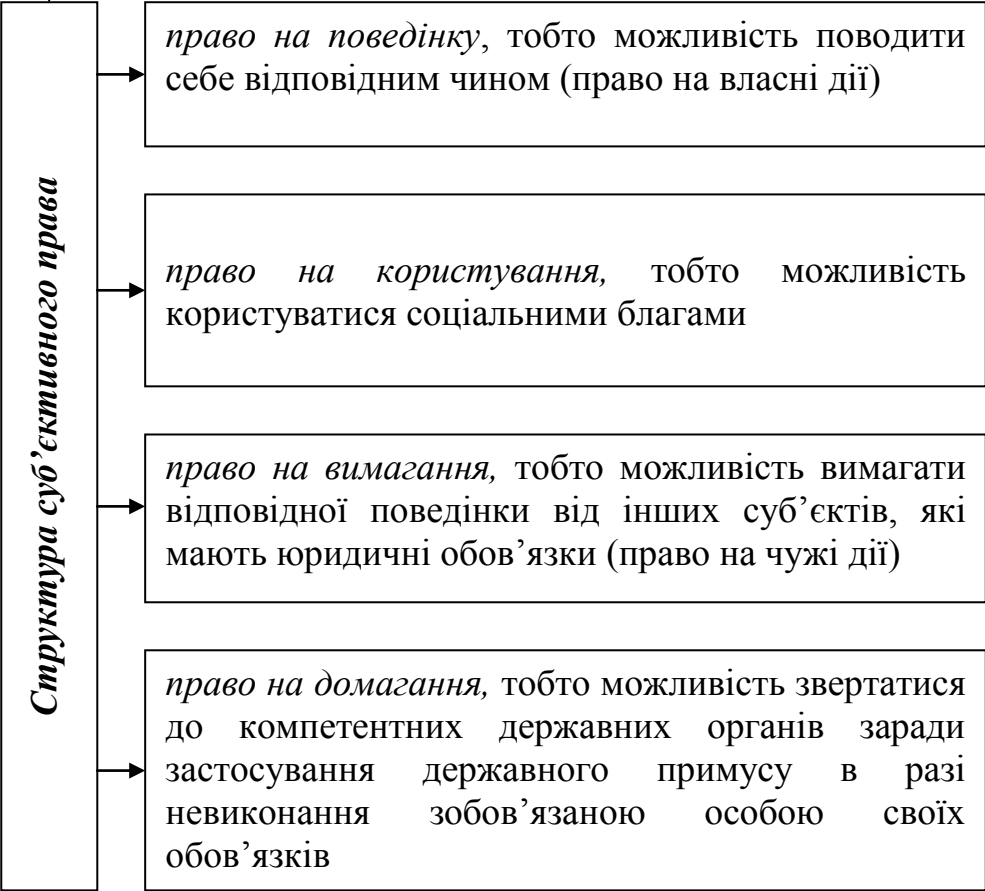 Структура суб’єктивного права
право на поведінку, тобто можливість поводити
себе відповідним чином (право на власні дії)
право на користування, тобто можливість
користуватися соціальними благами
право на вимагання, тобто можливість вимагати
відповідної поведінки від інших суб’єктів, які
мають юридичні обов’язки (право на чужі дії)
право на домагання, тобто можливість звертатися
до компетентних державних органів заради
застосування державного примусу в разі
невиконання зобов’язаною особою своїх
обов’язків